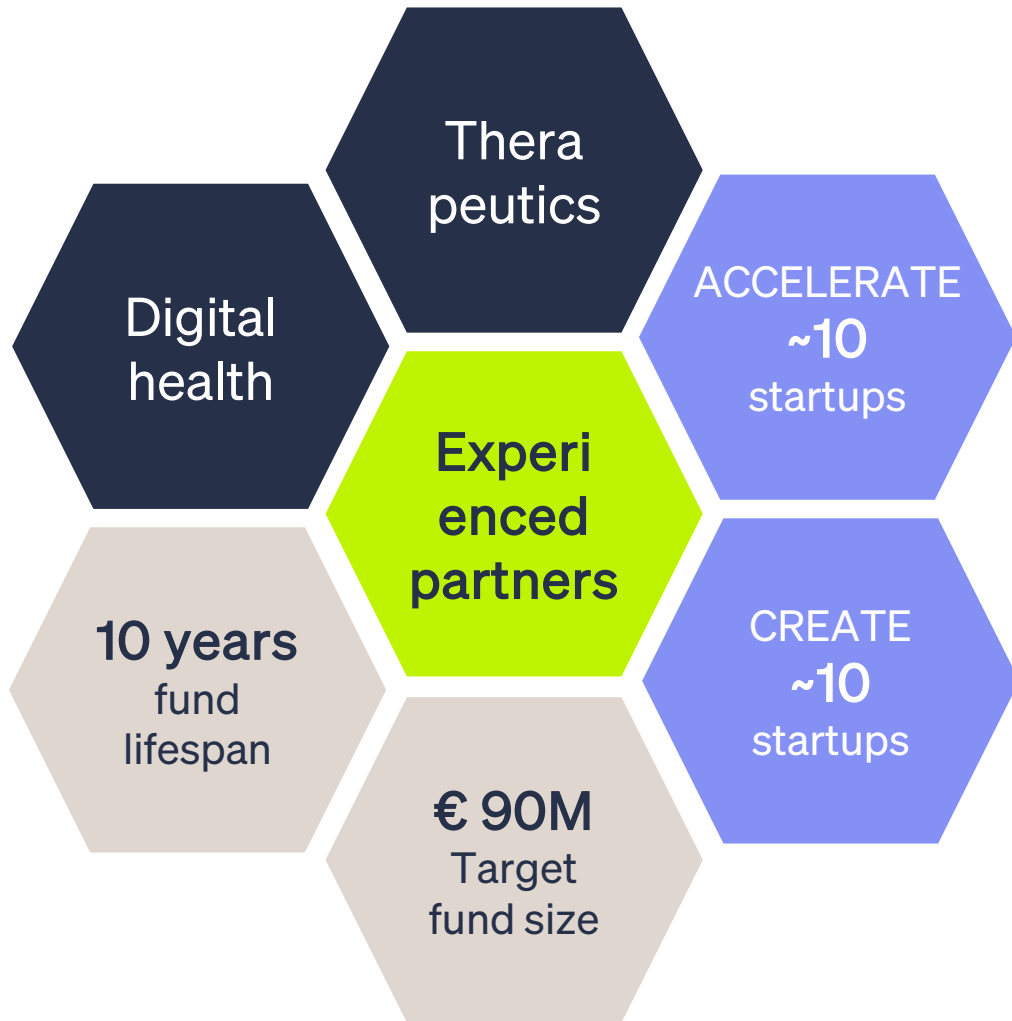 Thera
peutics
Digital
health
ACCELERATE
~10
startups
Experi
enced
partners
10 years
fund
lifespan
CREATE
~10
startups
€ 90M
Target
fund size